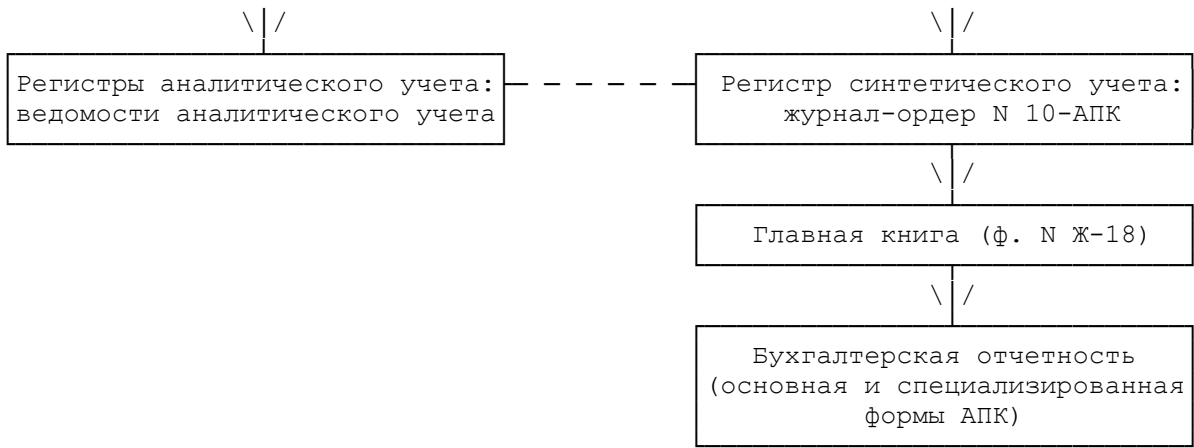 Регистры аналитического учета:
ведомости аналитического учета
Регистр синтетического учета:
журнал-ордер N 10-АПК
Главная книга (ф. N Ж-18)
Бухгалтерская отчетность
(основная и специализированная
формы АПК)